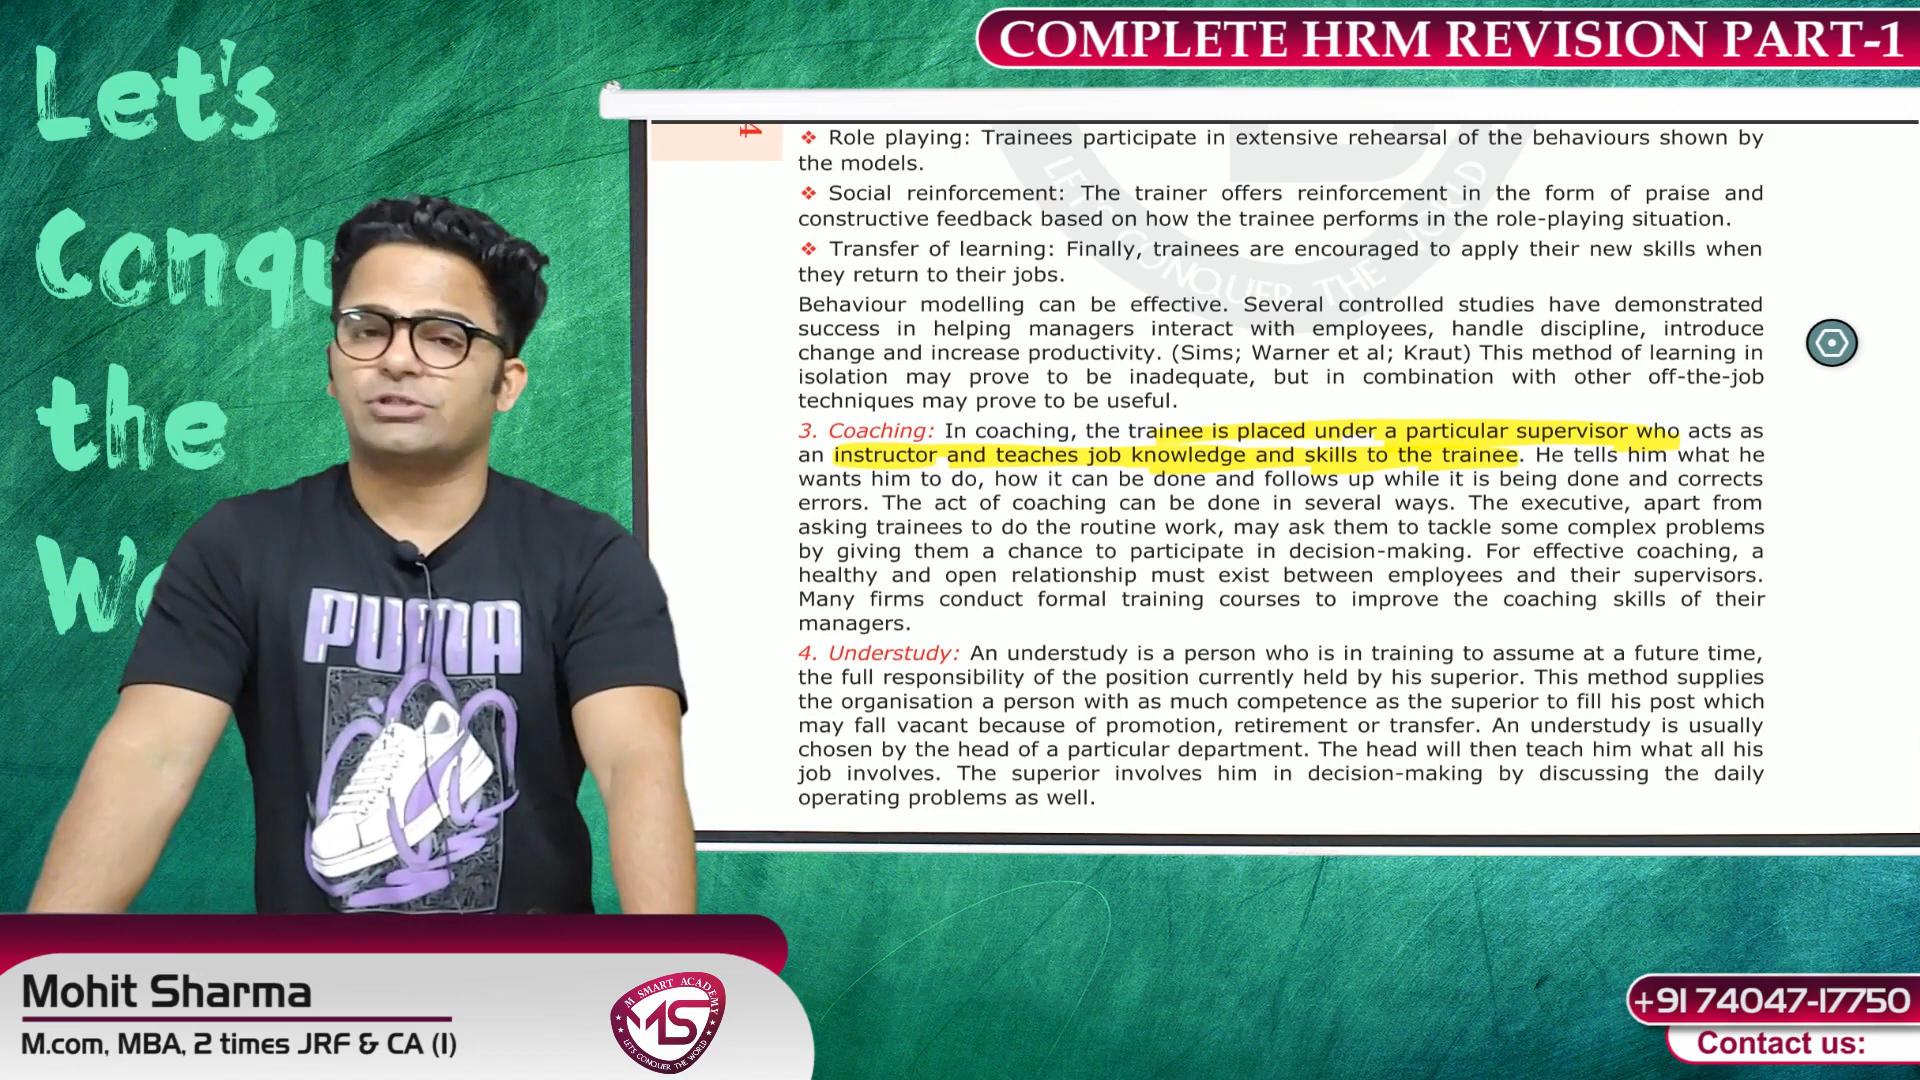 COMPLETE HRM REVISION PART-1
Let's
Conqu
the
Wo
4
❖ Role playing: Trainees participate in extensive rehearsal of the behaviours shown by
the models.
❖ Social reinforcement: The trainer offers reinforcement in the form of praise and
constructive feedback based on how the trainee performs in the role-playing situation.
❖ Transfer of learning: Finally, trainees are encouraged to apply their new skills when
they return to their jobs.
Behaviour modelling can be effective. Several controlled studies have demonstrated
success in helping managers interact with employees, handle discipline, introduce
change and increase productivity. (Sims; Warner et al; Kraut) This method of learning in
isolation may prove to be inadequate, but in combination with other off-the-job
techniques may prove to be useful.
3. Coaching: In coaching, the trainee is placed under a particular supervisor who acts as
an instructor and teaches job knowledge and skills to the trainee. He tells him what he
wants him to do, how it can be done and follows up while it is being done and corrects
errors. The act of coaching can be done in several ways. The executive, apart from
asking trainees to do the routine work, may ask them to tackle some complex problems
by giving them a chance to participate in decision-making. For effective coaching, a
healthy and open relationship must exist between employees and their supervisors.
Many firms conduct formal training courses to improve the coaching skills of their
managers.
4. Understudy: An understudy is a person who is in training to assume at a future time,
the full responsibility of the position currently held by his superior. This method supplies
the organisation a person with as much competence as the superior to fill his post which
may fall vacant because of promotion, retirement or transfer. An understudy is usually
chosen by the head of a particular department. The head will then teach him what all his
job involves. The superior involves him in decision-making by discussing the daily
operating problems as well.
LET'S CONQUER THE WORLD
PUMA
Mohit Sharma
M.com, MBA, 2 times JRF & CA (I)
M SMART ACADEMY
MS
LET'S CONQUER THE WORLD
+91 74047-17750
Contact us: